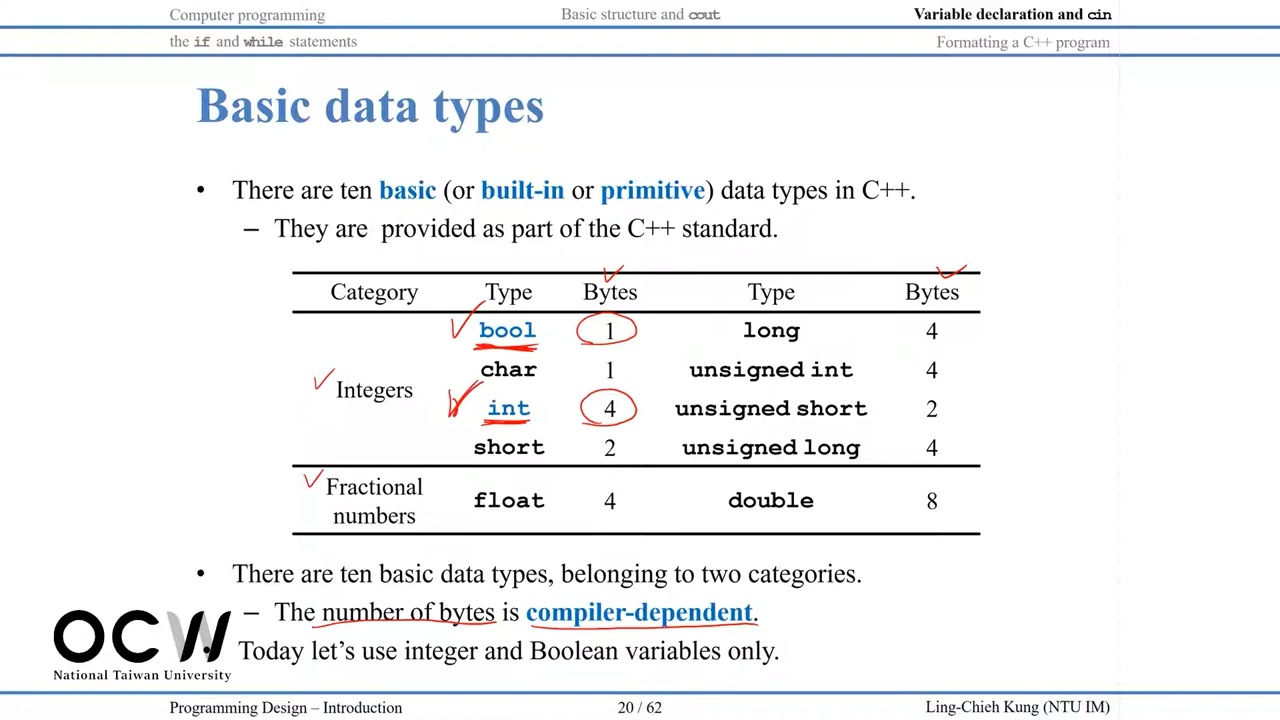 Computer programming Basic structure and cout Variable declaration and cin
the if and while statements Formatting a C++ program
Basic data types
• There are ten basic (or built-in or primitive) data types in C++.
– They are provided as part of the C++ standard.
Category Type Bytes Type Bytes
bool 1 long 4
char 1 unsigned int 4
Integers
int 4 unsigned short 2
short 2 unsigned long 4
Fractional
numbers
float 4 double 8
• There are ten basic data types, belonging to two categories.
– The number of bytes is compiler-dependent.
• Today let's use integer and Boolean variables only.
OCW
National Taiwan University
Programming Design – Introduction 20 / 62 Ling-Chieh Kung (NTU IM)